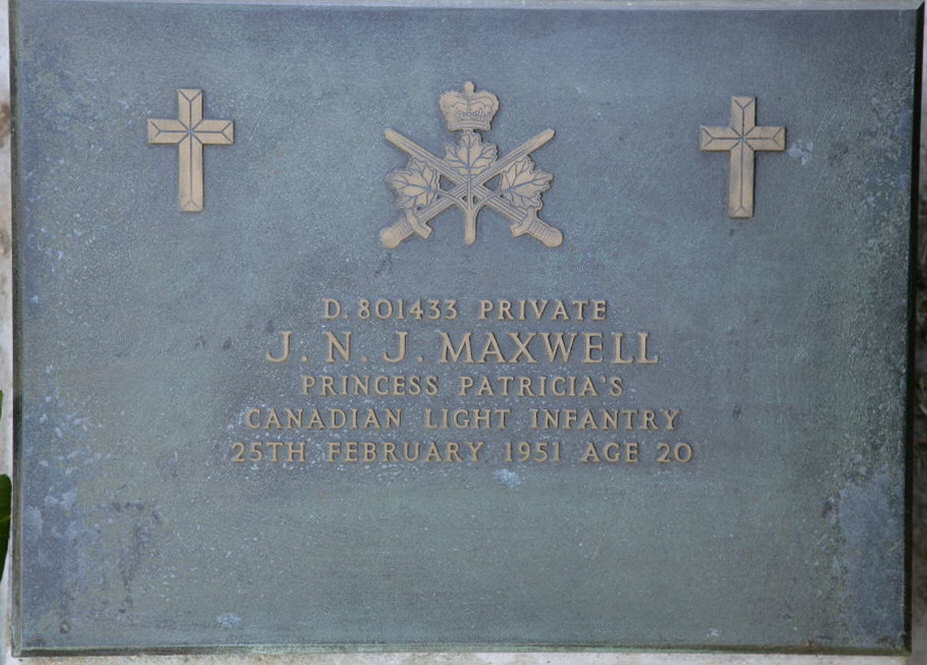 D. 801433 PRIVATE
J. N. J. MAXWELL
PRINCESS PATRICIA'S
CANADIAN LIGHT INFANTRY
25TH FEBRUARY 1951 AGE 20